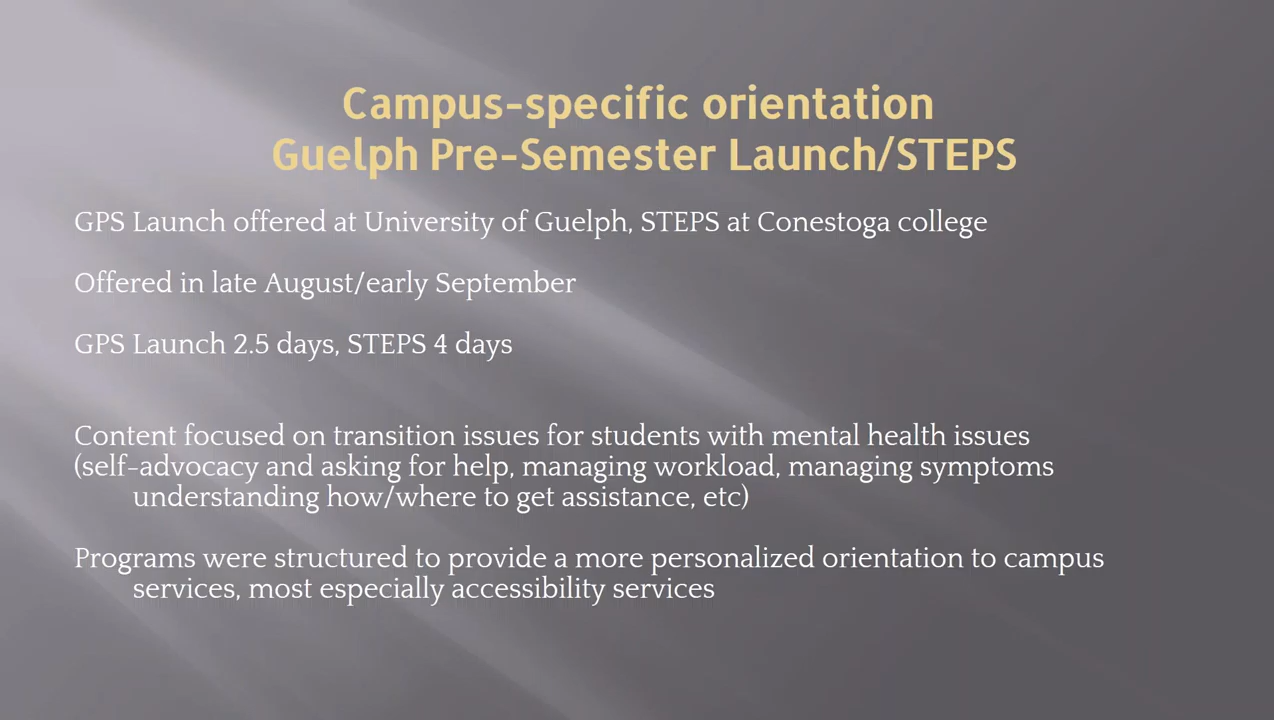 Campus-specific orientation
Guelph Pre-Semester Launch/STEPS
GPS Launch offered at University of Guelph, STEPS at Conestoga college
Offered in late August/early September
GPS Launch 2.5 days, STEPS 4 days
Content focused on transition issues for students with mental health issues
(self-advocacy and asking for help, managing workload, managing symptoms
understanding how/where to get assistance, etc)
Programs were structured to provide a more personalized orientation to campus
services, most especially accessibility services